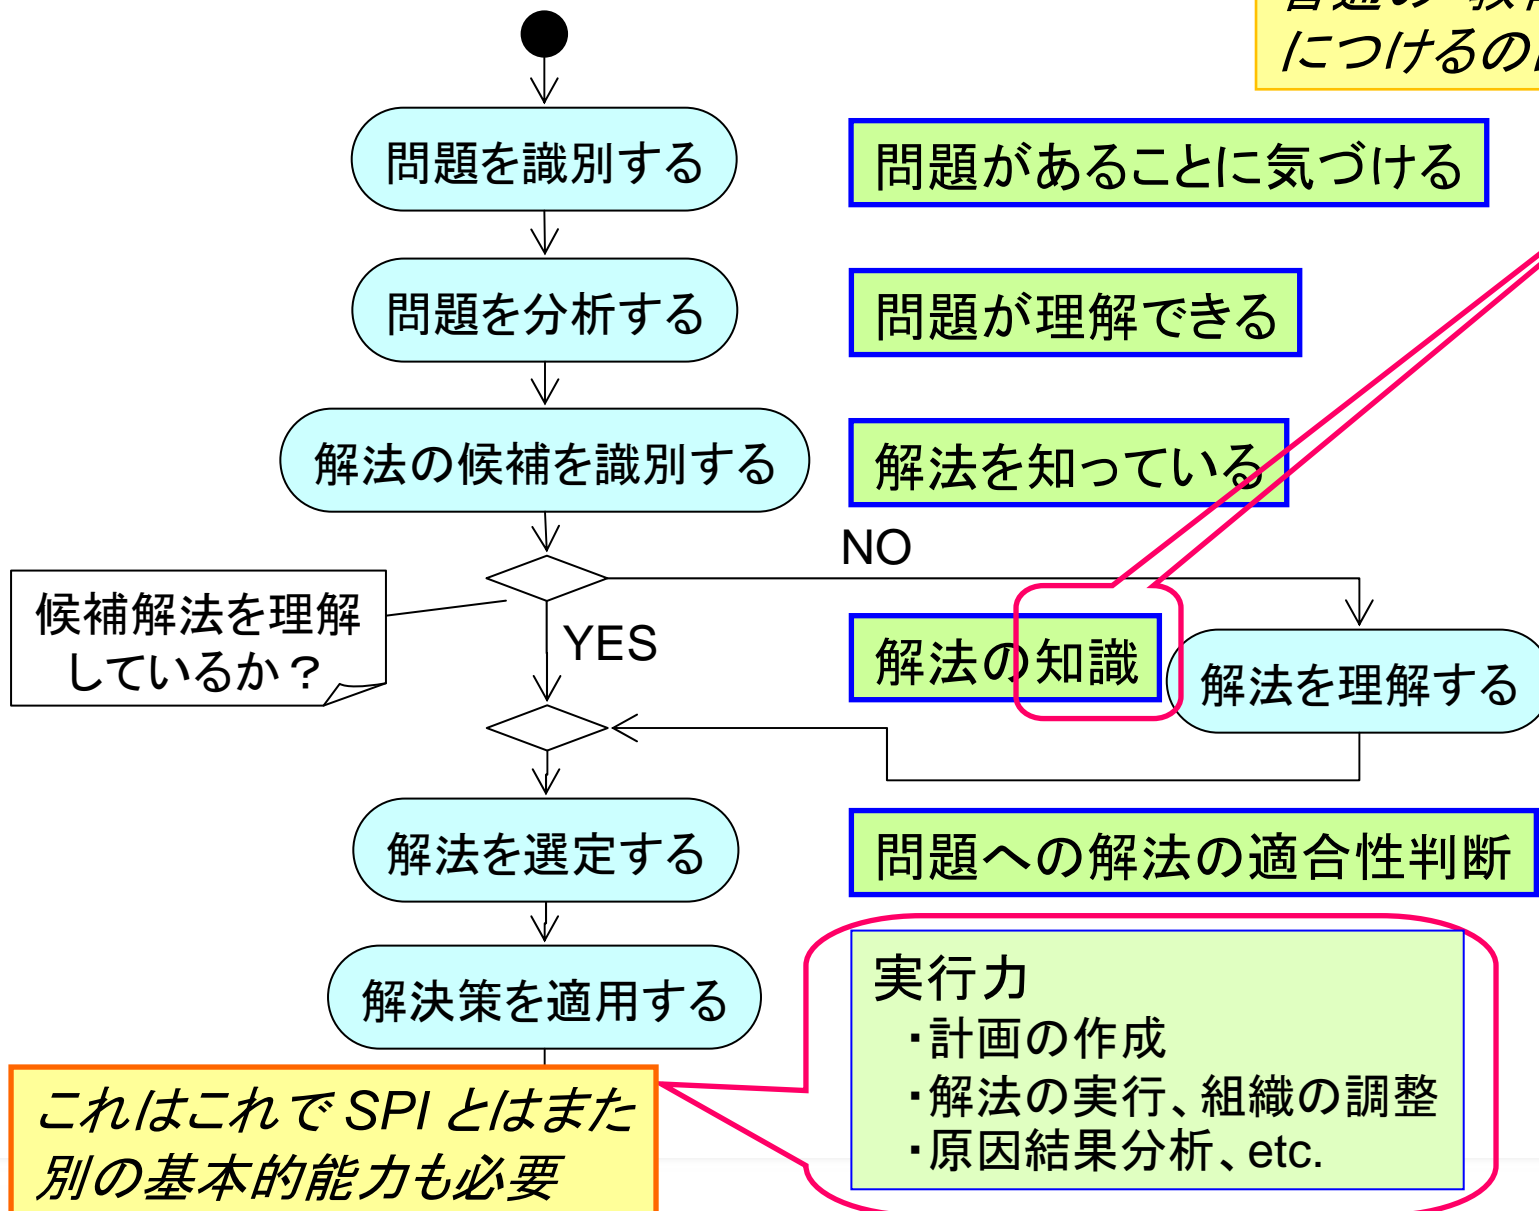 につけるの
問題を識別する
問題があることに気づける
問題を分析する
問題が理解できる
解法の候補を識別する
解法を知っている
NO
候補解法を理解
しているか？
YES
解法の知識
解法を理解する
解法を選定する
問題への解法の適合性判断
解決策を適用する
実行力
・計画の作成
・解法の実行、組織の調整
・原因結果分析、etc.
これはこれで SPI とはまた
別の基本的能力も必要